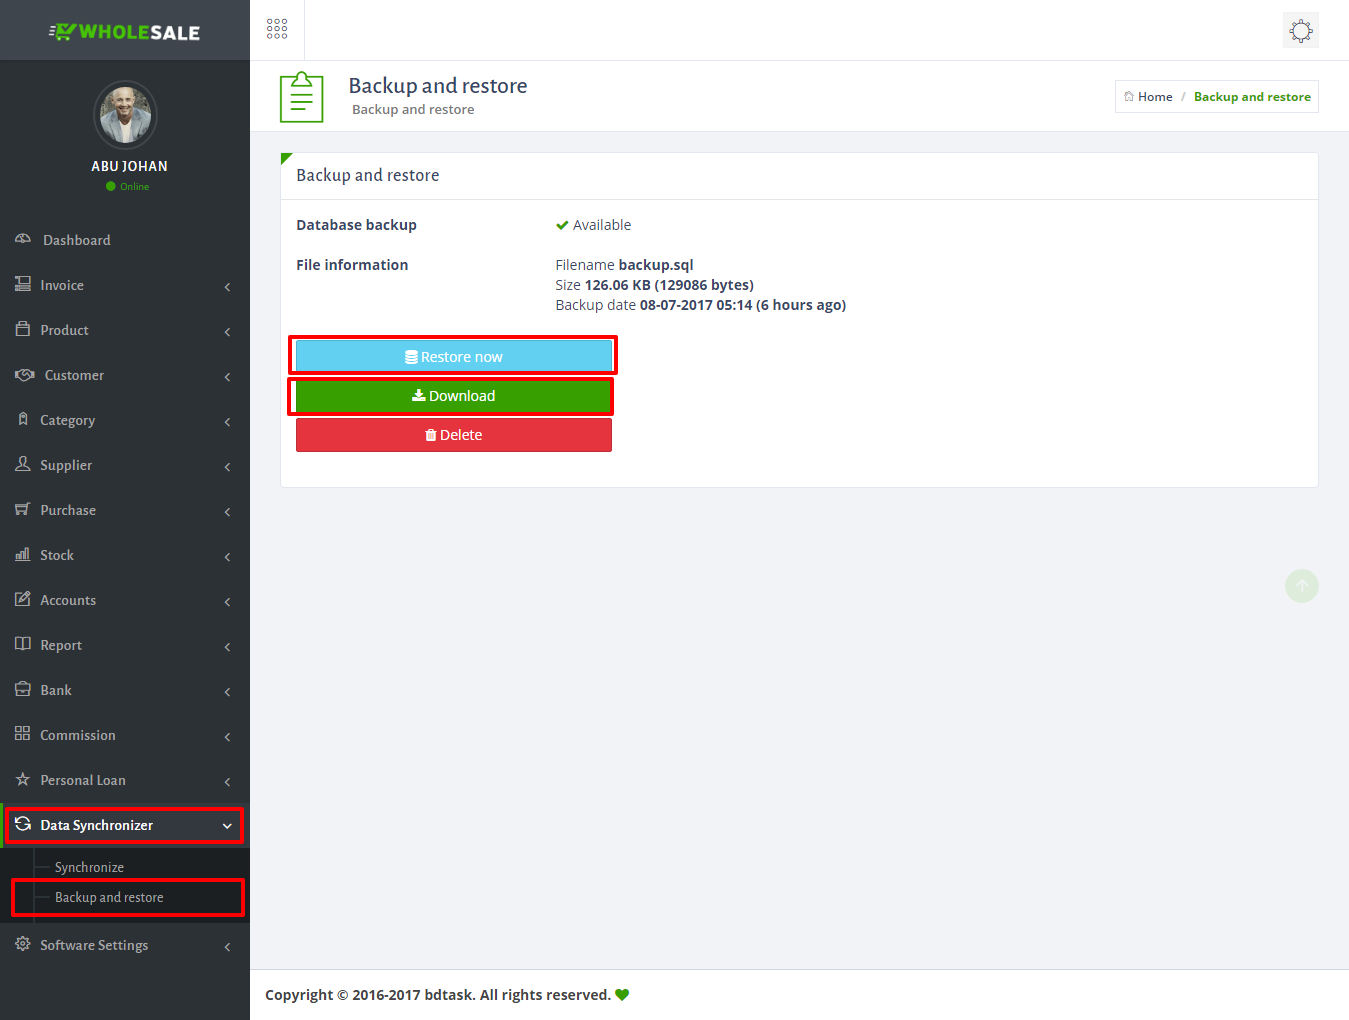 WHOLESALE
ABU JOHAN
Online
Dashboard
Invoice
Product
Customer
Category
Supplier
Purchase
Stock
Accounts
Report
Bank
Commission
Personal Loan
Data Synchronizer
Synchronize
Backup and restore
Software Settings
Backup and restore
Backup and restore
Home / Backup and restore
Backup and restore
Database backup Available
File information Filename backup.sql
Size 126.06 KB (129086 bytes)
Backup date 08-07-2017 05:14 (6 hours ago)
Restore now
Download
Delete
Copyright © 2016-2017 bdtask. All rights reserved.